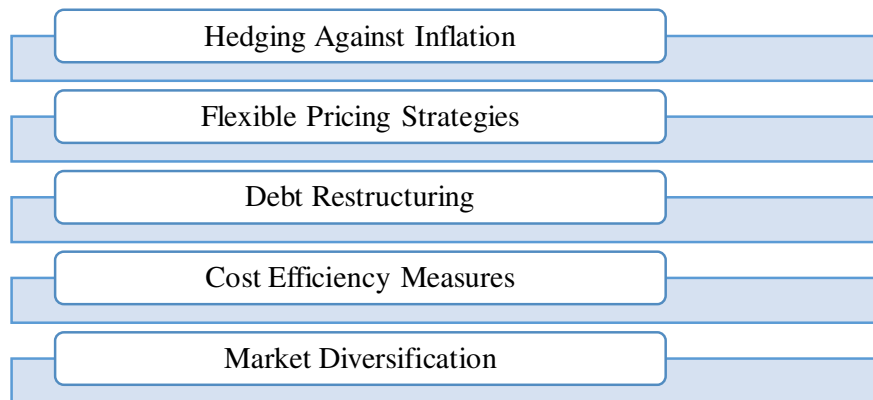 Hedging Against Inflation
Flexible Pricing Strategies
Debt Restructuring
Cost Efficiency Measures
Market Diversification